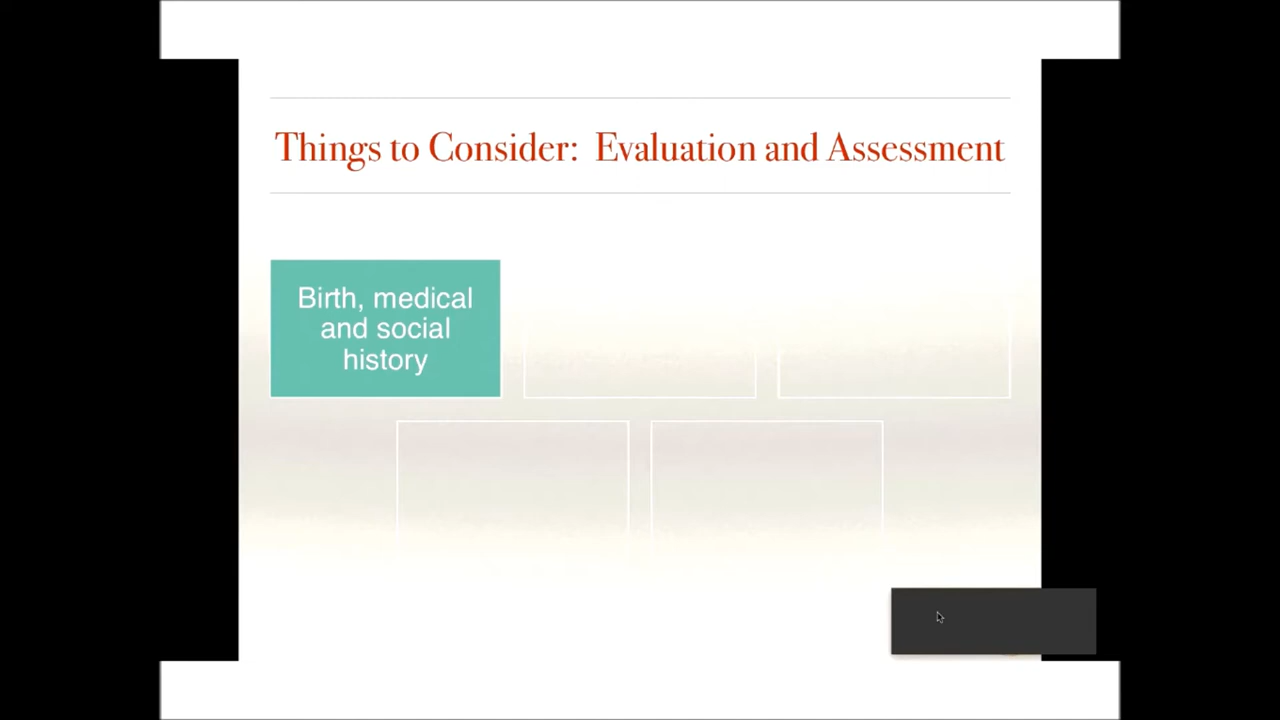 Things to Consider: Evaluation and Assessment
Birth, medical
and social
history